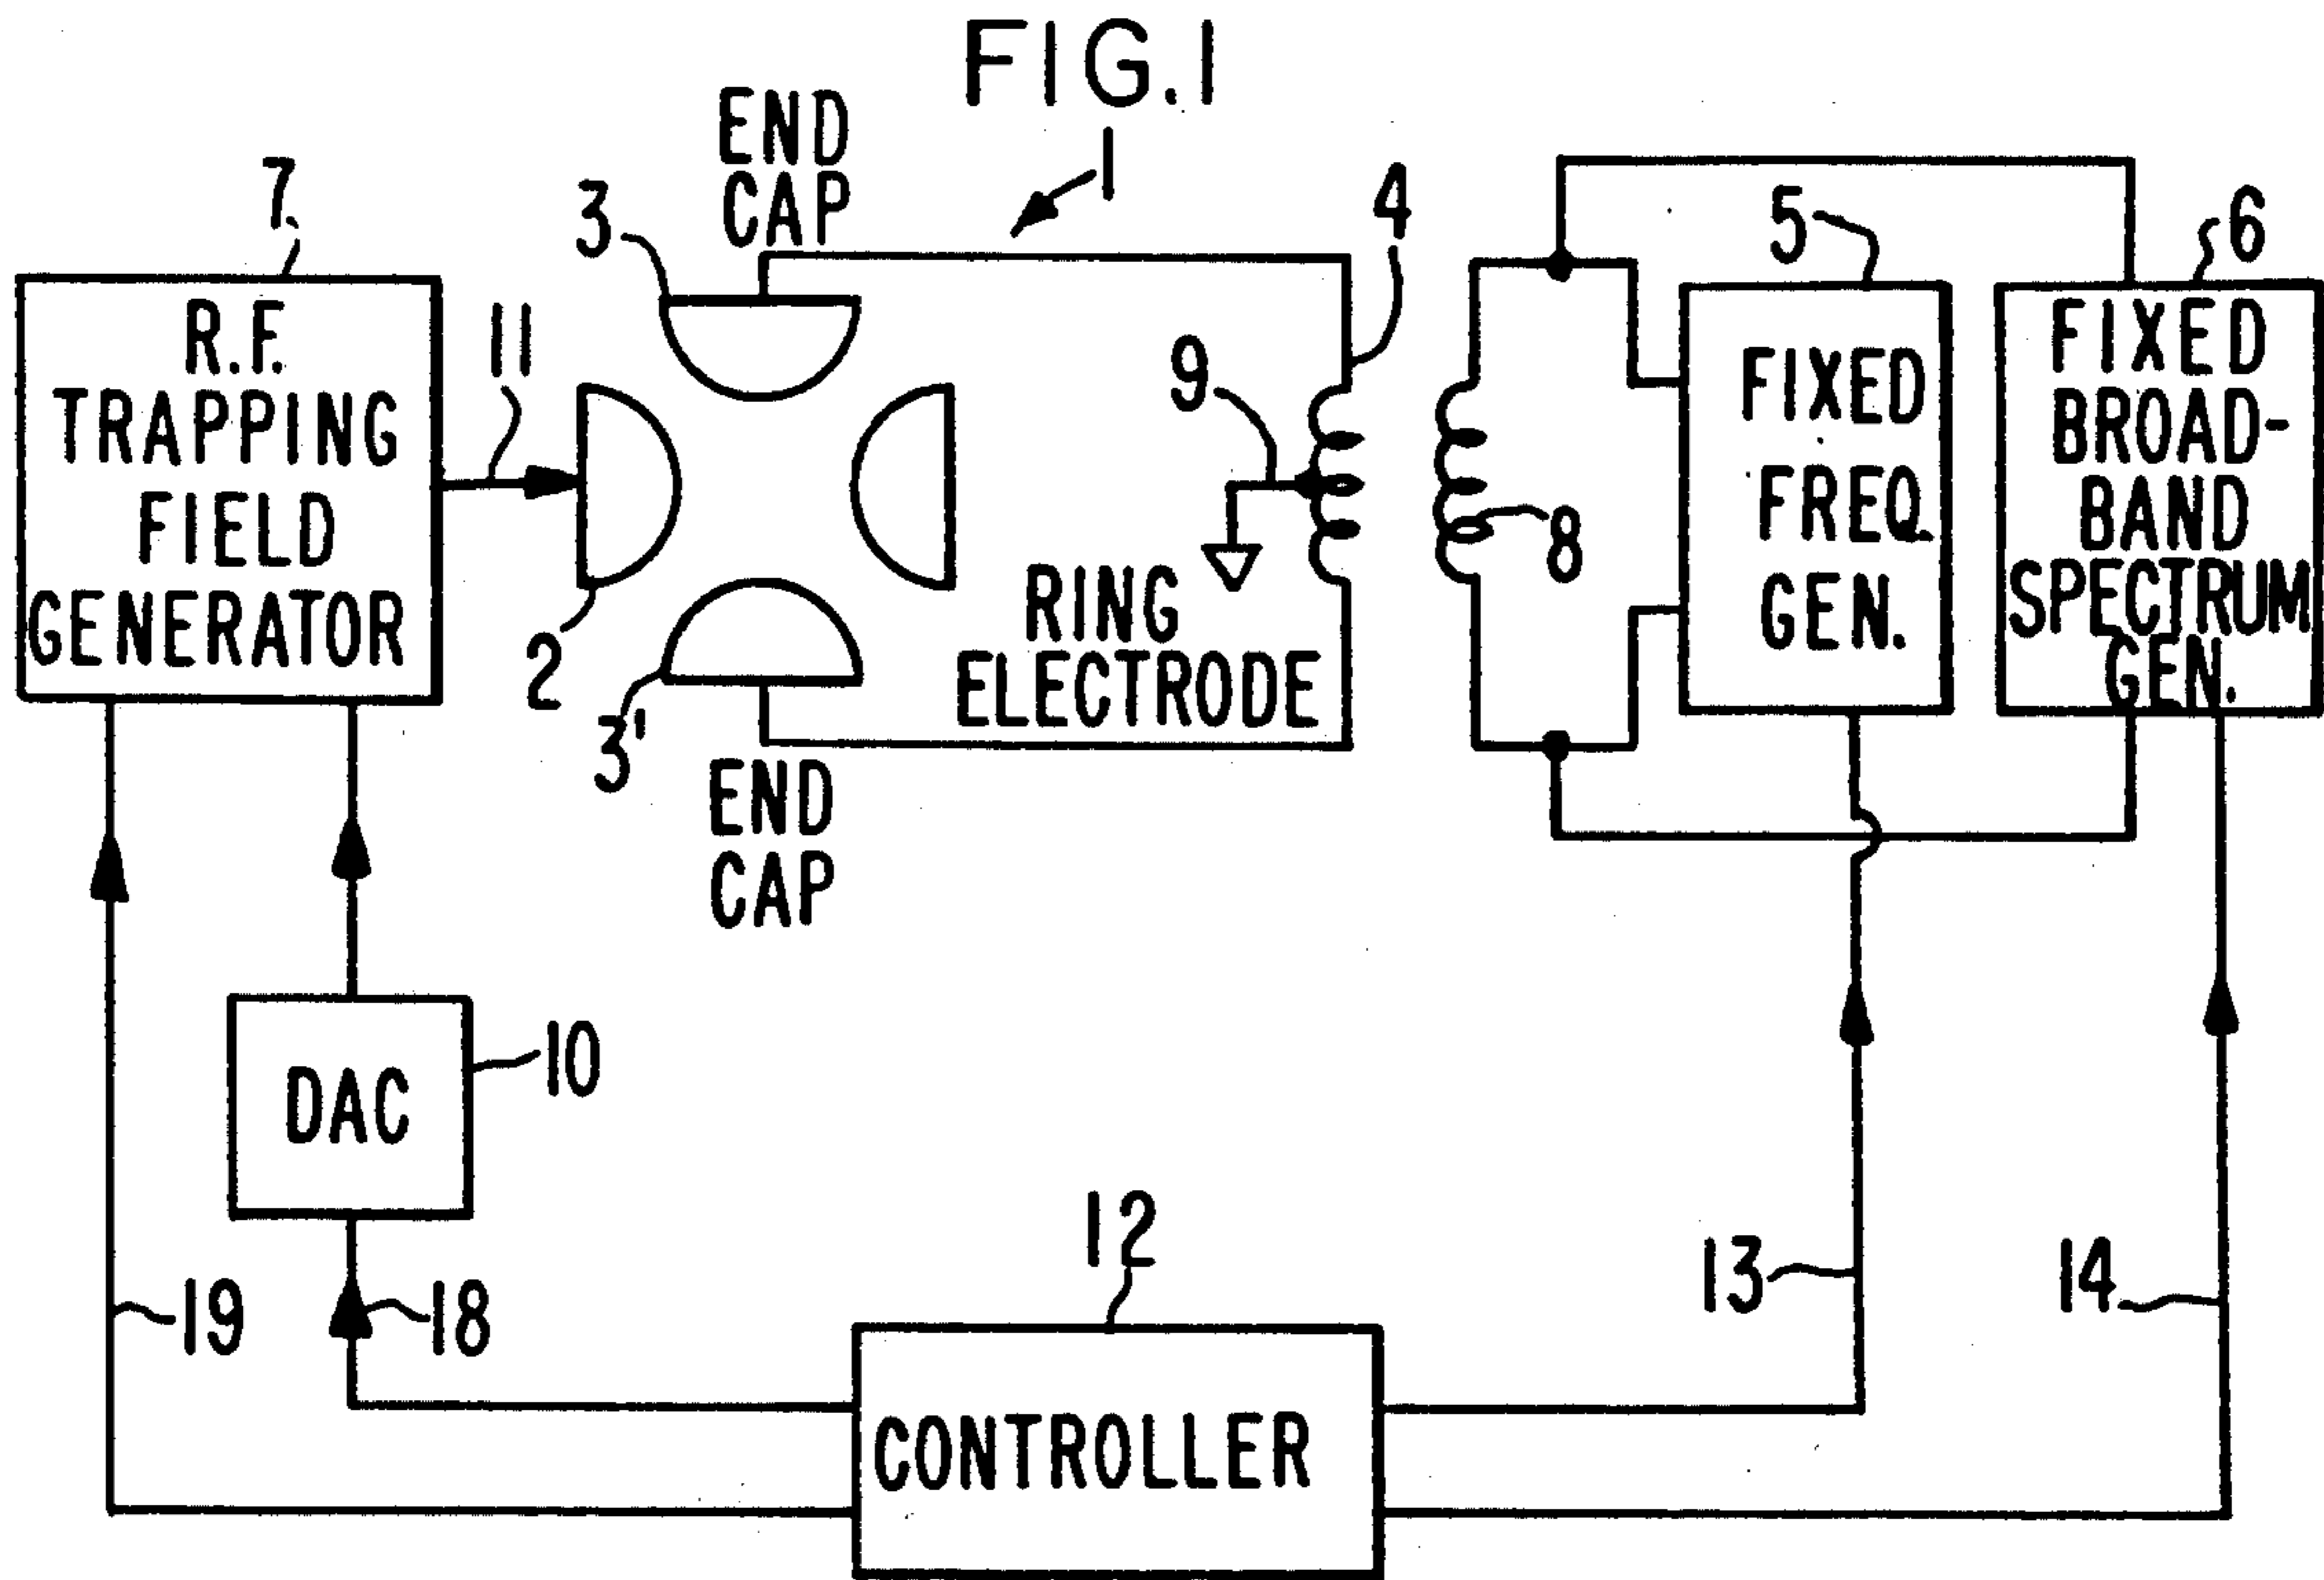 FIG. 1
END
CAP
1
7
3
4
5
6
R.F.
TRAPPING
FIELD
GENERATOR
11
2
3'
END
CAP
9
RING
ELECTRODE
8
FIXED
FREQ.
GEN.
FIXED
BROAD-
BAND
SPECTRUM
GEN.
DAC
10
19
18
12
CONTROLLER
13
14